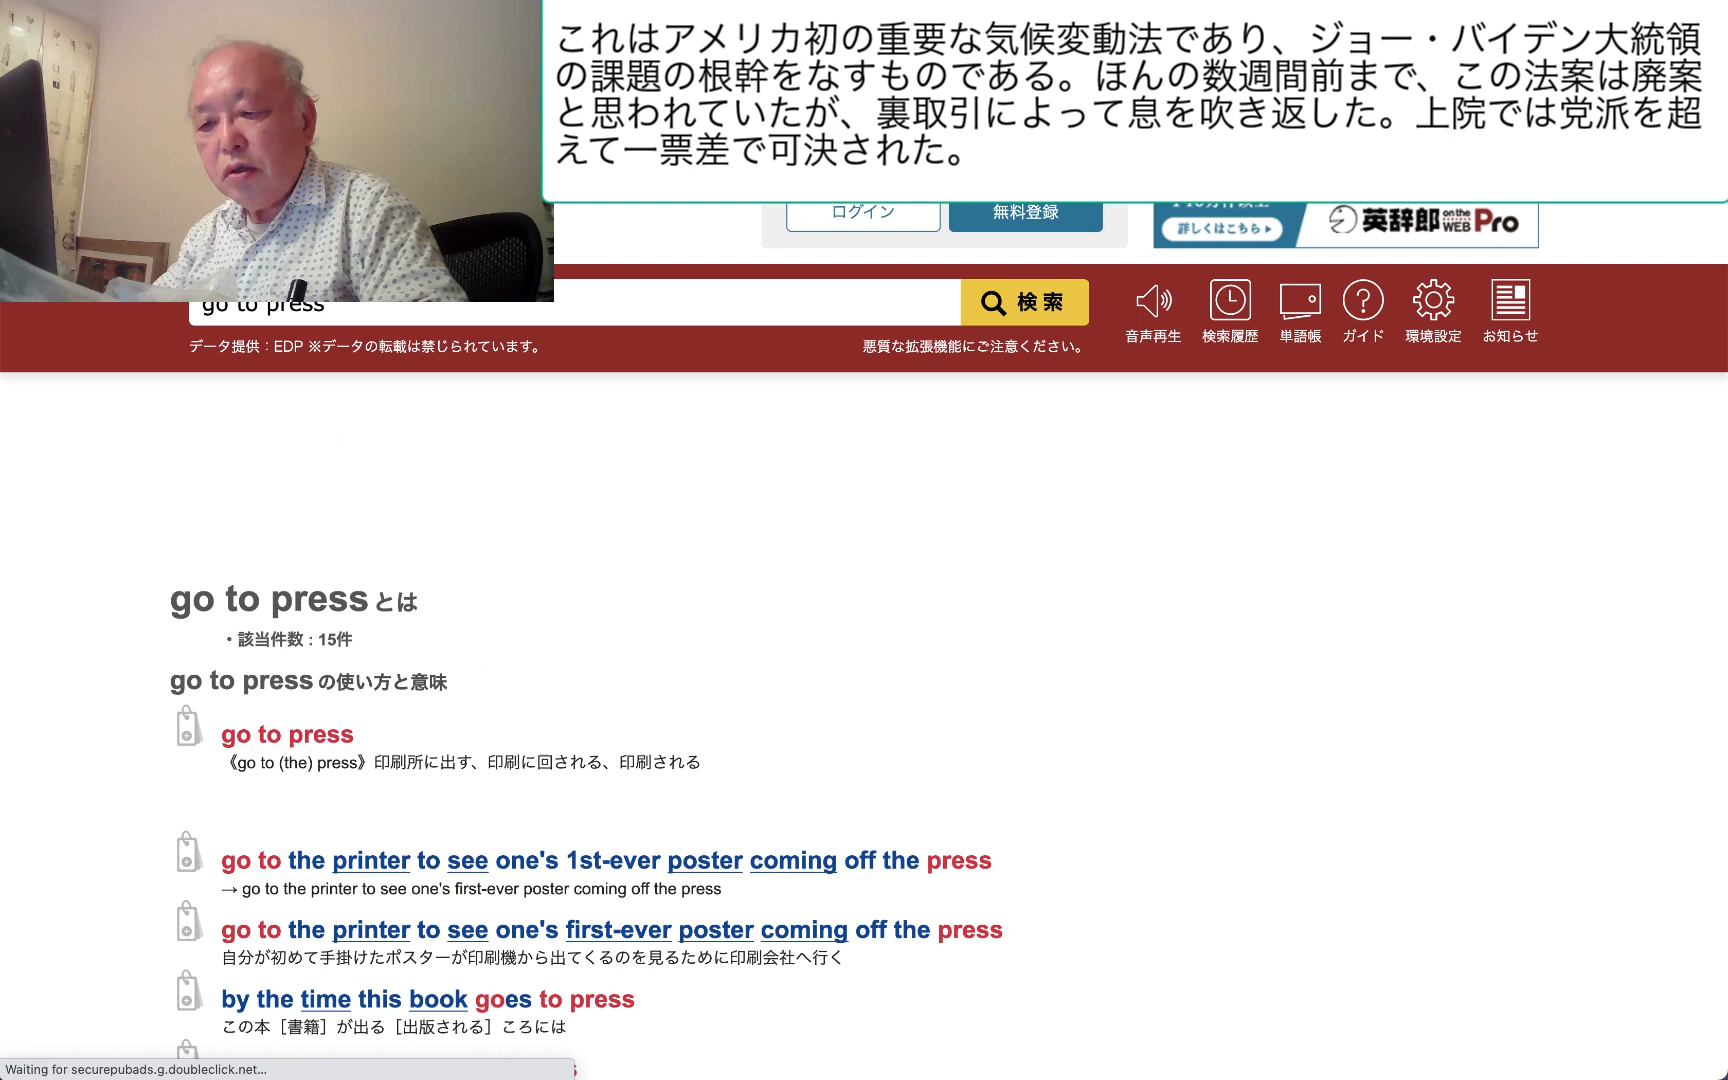 これはアメリカ初の重要な気候変動法であり、ジョー・バイデン大統領
の課題の根幹をなすものである。ほんの数週間前まで、この法案は廃案
と思われていたが、裏取引によって息を吹き返した。上院では党派を超
えて一票差で可決された。
ログイン
無料登録
詳しくはこちら
英辞郎 on the WEB Pro
go to press
検索
音声再生
検索履歴
単語帳
ガイド
環境設定
お知らせ
データ提供：EDP ※データの転載は禁じられています。
悪質な拡張機能にご注意ください。
go to press とは
・該当件数 : 15件
go to press の使い方と意味
go to press
《go to (the) press》印刷所に出す、印刷に回される、印刷される
go to the printer to see one's 1st-ever poster coming off the press
→ go to the printer to see one's first-ever poster coming off the press
go to the printer to see one's first-ever poster coming off the press
自分が初めて手掛けたポスターが印刷機から出てくるのを見るために印刷会社へ行く
by the time this book goes to press
この本［書籍］が出る［出版される］ころには
Waiting for securepubads.g.doubleclick.net...